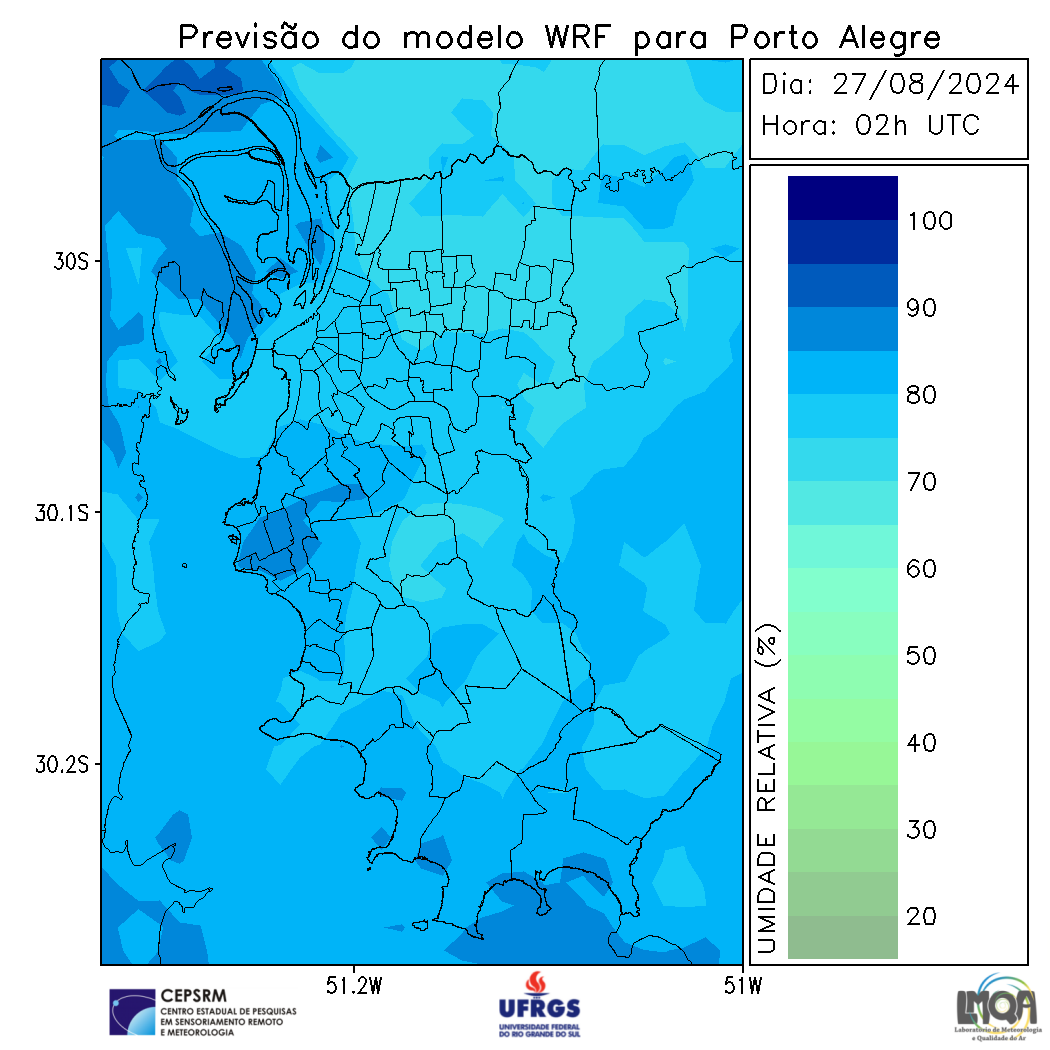 Previsão do modelo WRF para Porto Alegre
Dia: 27/08/2024
Hora: 02h UTC
30S
30.1S
30.2S
51.2W
51W
100
90
80
70
60
50
40
30
20
UMIDADE RELATIVA (%)
CEPSRM
CENTRO ESTADUAL DE PESQUISAS
EM SENSORIAMENTO REMOTO
E METEOROLOGIA
UFRGS
UNIVERSIDADE FEDERAL
DO RIO GRANDE DO SUL
LMQA
Laboratório de Meteorologia
e Qualidade do Ar